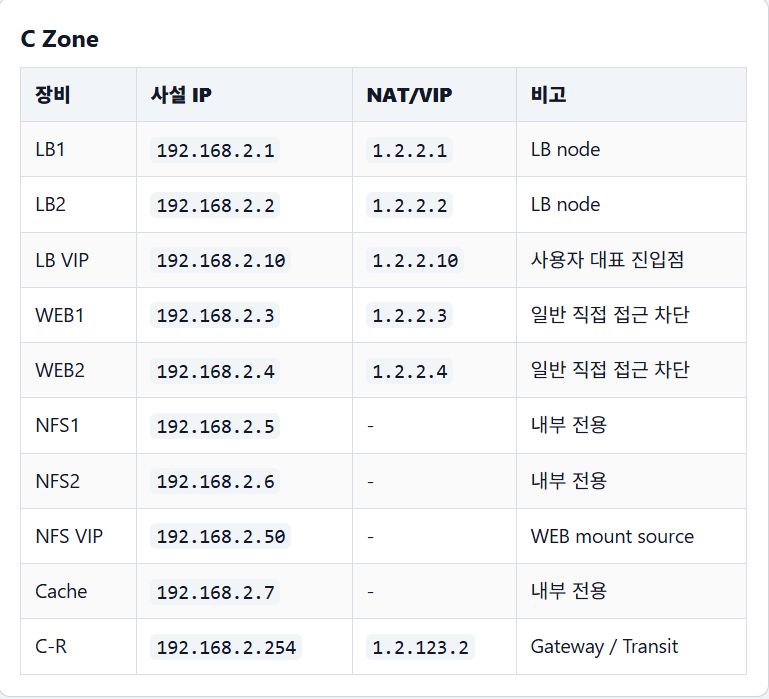 C Zone
장비 사설 IP NAT/VIP 비고
LB1 192.168.2.1 1.2.2.1 LB node
LB2 192.168.2.2 1.2.2.2 LB node
LB VIP 192.168.2.10 1.2.2.10 사용자 대표 진입점
WEB1 192.168.2.3 1.2.2.3 일반 직접 접근 차단
WEB2 192.168.2.4 1.2.2.4 일반 직접 접근 차단
NFS1 192.168.2.5 - 내부 전용
NFS2 192.168.2.6 - 내부 전용
NFS VIP 192.168.2.50 - WEB mount source
Cache 192.168.2.7 - 내부 전용
C-R 192.168.2.254 1.2.123.2 Gateway / Transit